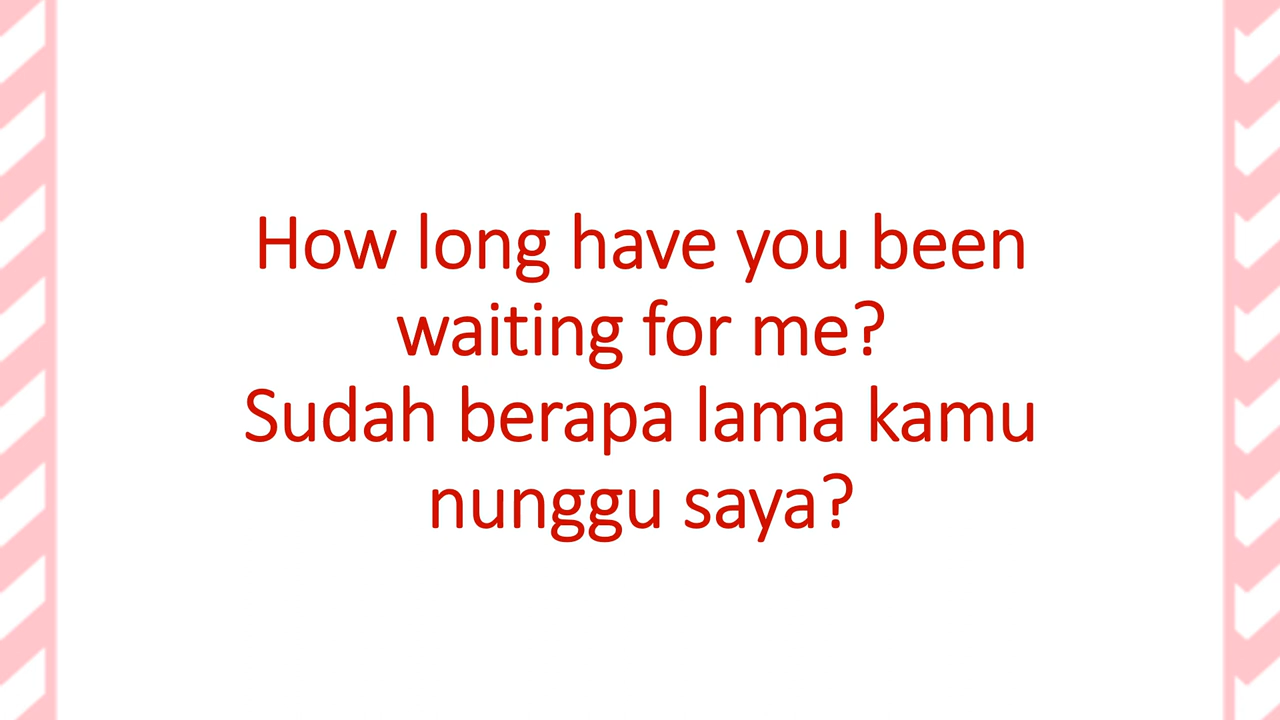 How long have you been
waiting for me?
Sudah berapa lama kamu
nunggu saya?